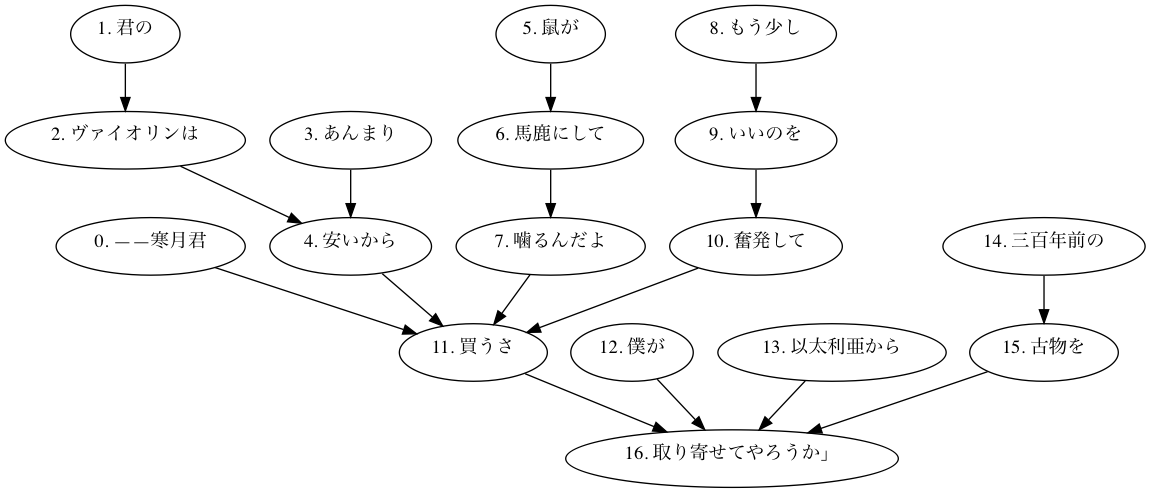 1. 君の
5. 鼠が
8. もう少し
2. ヴァイオリンは
3. あんまり
6. 馬鹿にして
9. いいのを
0. ——寒月君
4. 安いから
7. 噛るんだよ
10. 奮発して
14. 三百年前の
11. 買うさ
12. 僕が
13. 以太利亜から
15. 古物を
16. 取り寄せてやろうか」